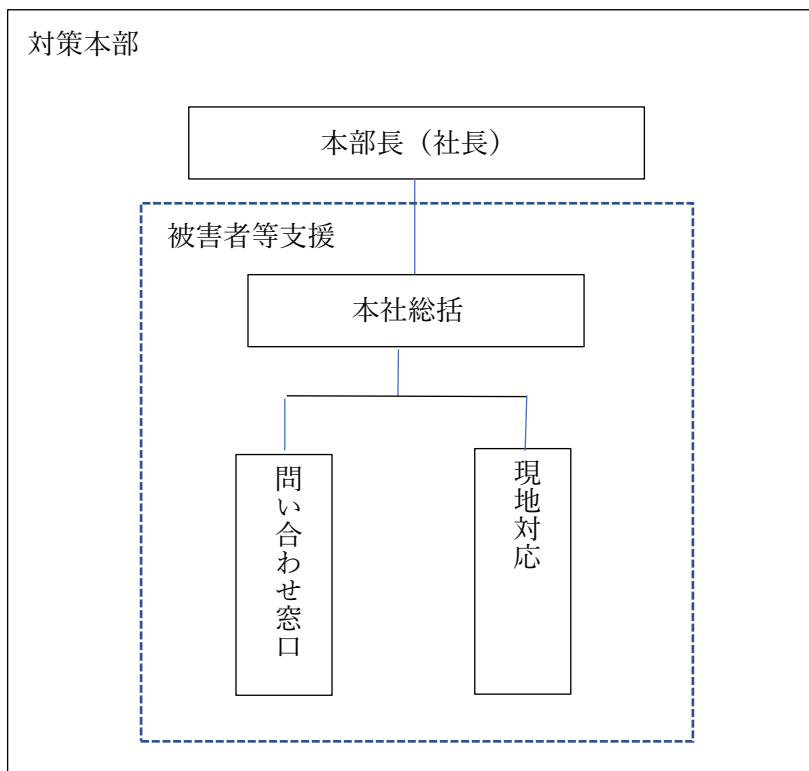 対策本部
本部長（社長）
被害者等支援
本社総括
問い合わせ窓口
現地対応